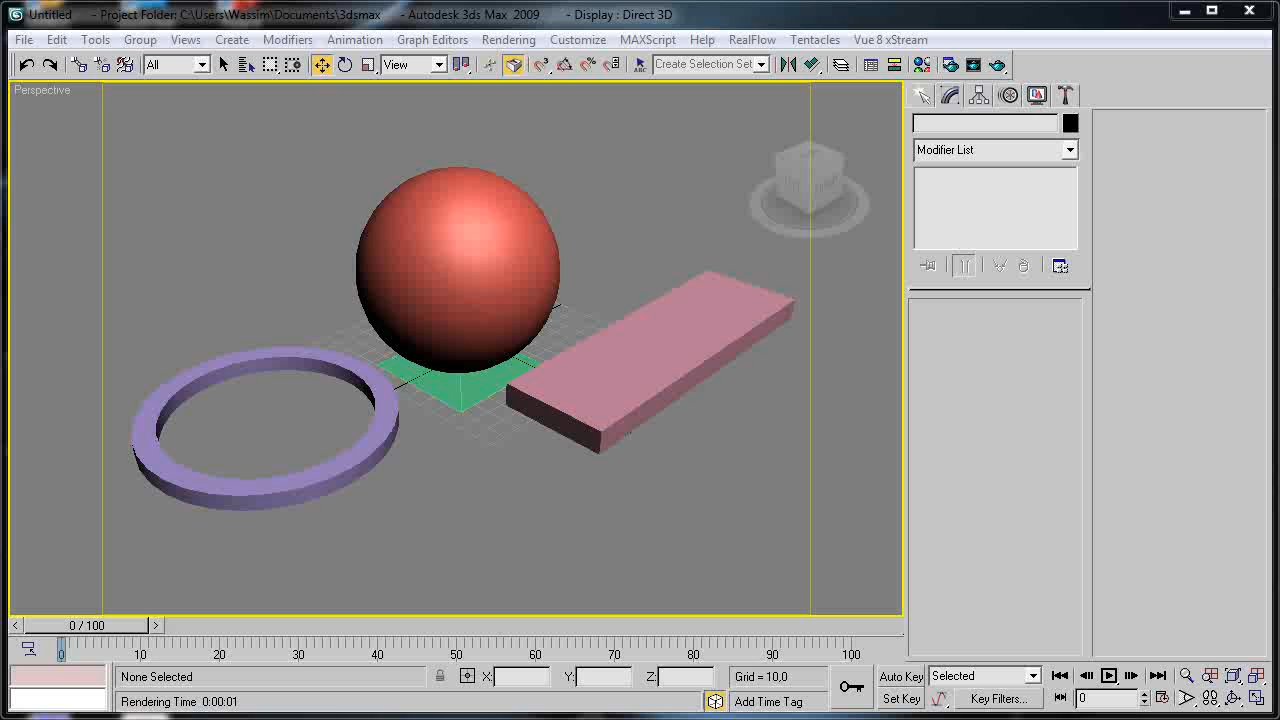 Untitled - Project Folder: C:\Users\Wassim\Documents\3dsmax - Autodesk 3ds Max 2009 - Display : Direct 3D
File Edit Tools Group Views Create Modifiers Animation Graph Editors Rendering Customize MAXScript Help RealFlow Tentacles Vue 8 xStream
All View Create Selection Set
Perspective
Modifier List
< 0 / 100 >
0 10 20 30 40 50 60 70 80 90 100
None Selected X: Y: Z: Grid = 10,0 Auto Key Selected
Rendering Time 0:00:01 Add Time Tag Set Key Key Filters... 0